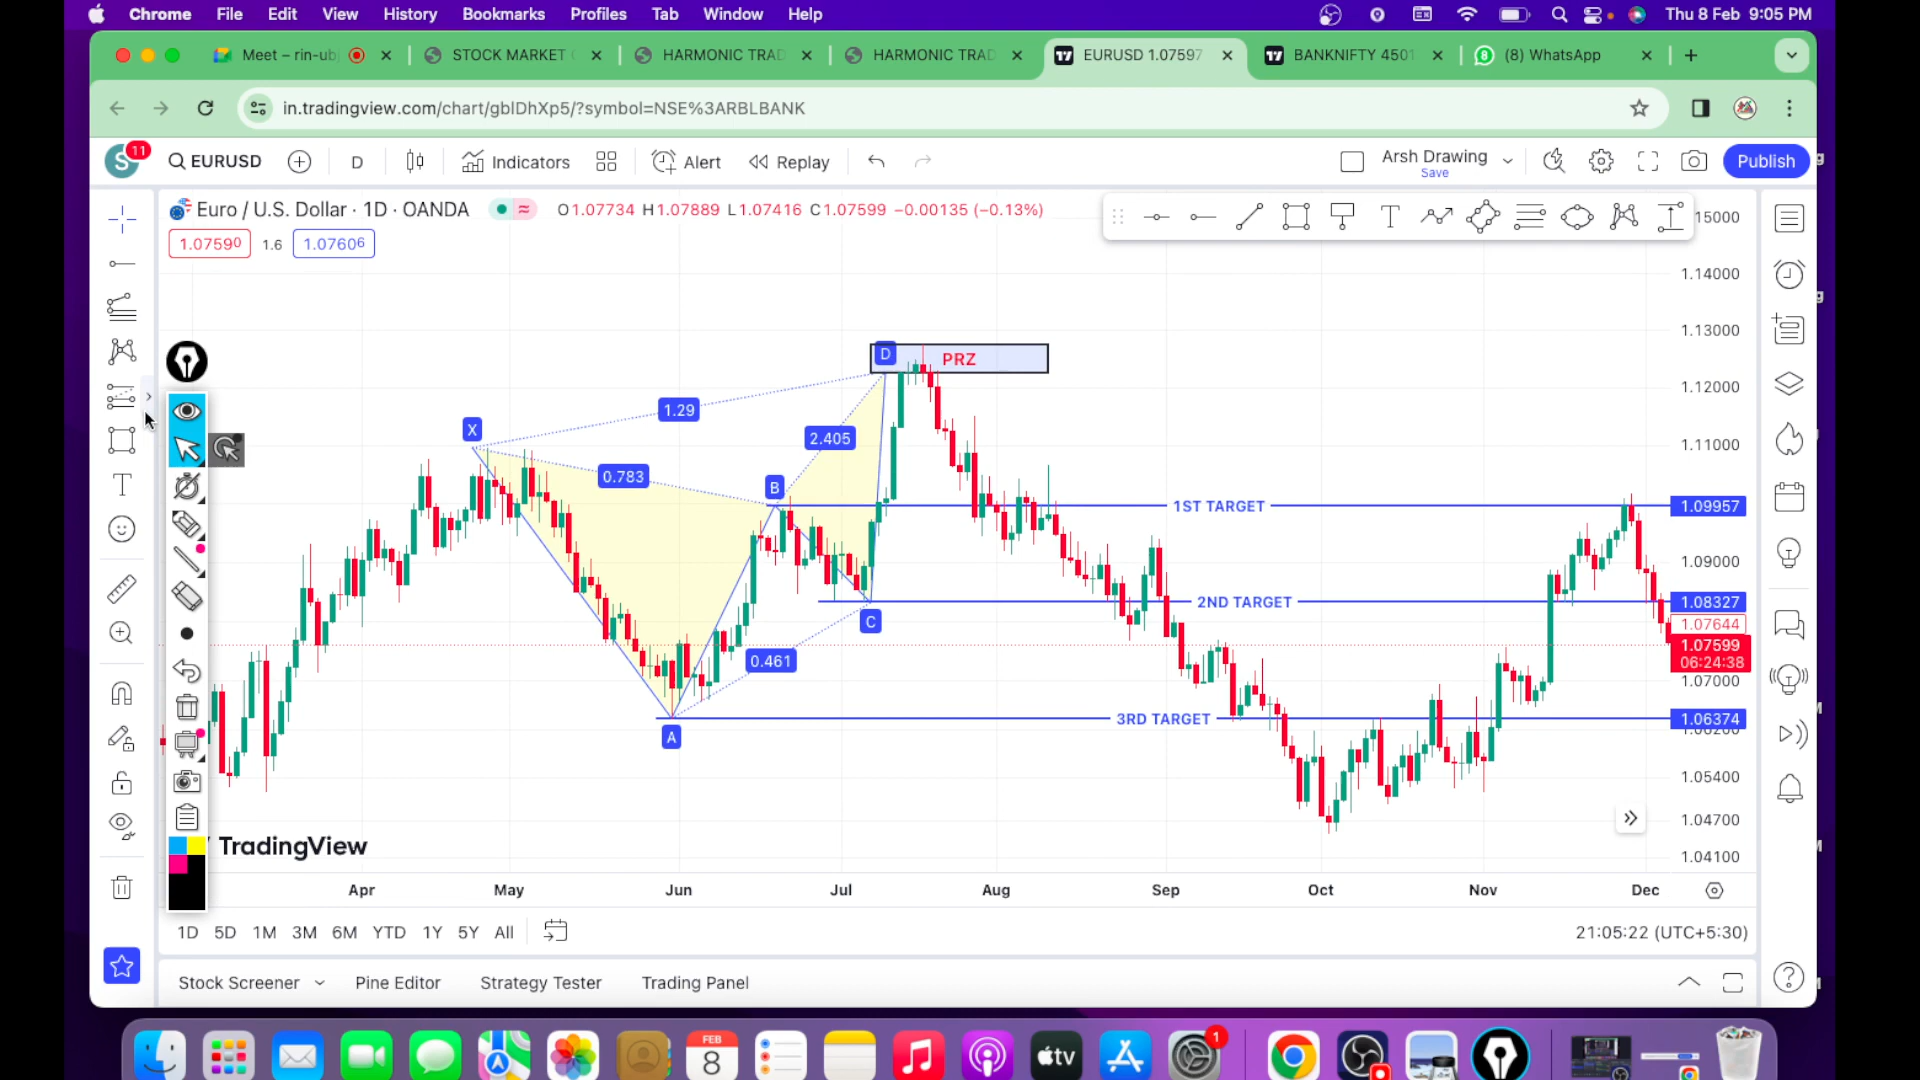 Chrome File Edit View History Bookmarks Profiles Tab Window Help Thu 8 Feb 9:05 PM
Meet – rin-ub STOCK MARKET HARMONIC TRAD HARMONIC TRAD EURUSD 1.07597 BANKNIFTY 4501 (8) WhatsApp
in.tradingview.com/chart/gblDhXp5/?symbol=NSE%3ARBLBANK
S 11 EURUSD D Indicators Alert Replay Arsh Drawing Save Publish
Euro / U.S. Dollar · 1D · OANDA O1.07734 H1.07889 L1.07416 C1.07599 −0.00135 (−0.13%)
1.07590 1.6 1.07606
15000
1.14000
1.13000
D PRZ
1.12000
1.29
X
2.405
1.11000
0.783
B
1ST TARGET 1.09957
1.09000
2ND TARGET 1.08327
C
1.07644
1.07599
06:24:38
0.461
1.07000
3RD TARGET 1.06374
1.06200
A
1.05400
1.04700
TradingView
1.04100
Apr May Jun Jul Aug Sep Oct Nov Dec
1D 5D 1M 3M 6M YTD 1Y 5Y All 21:05:22 (UTC+5:30)
Stock Screener Pine Editor Strategy Tester Trading Panel
FEB
8
tv
1